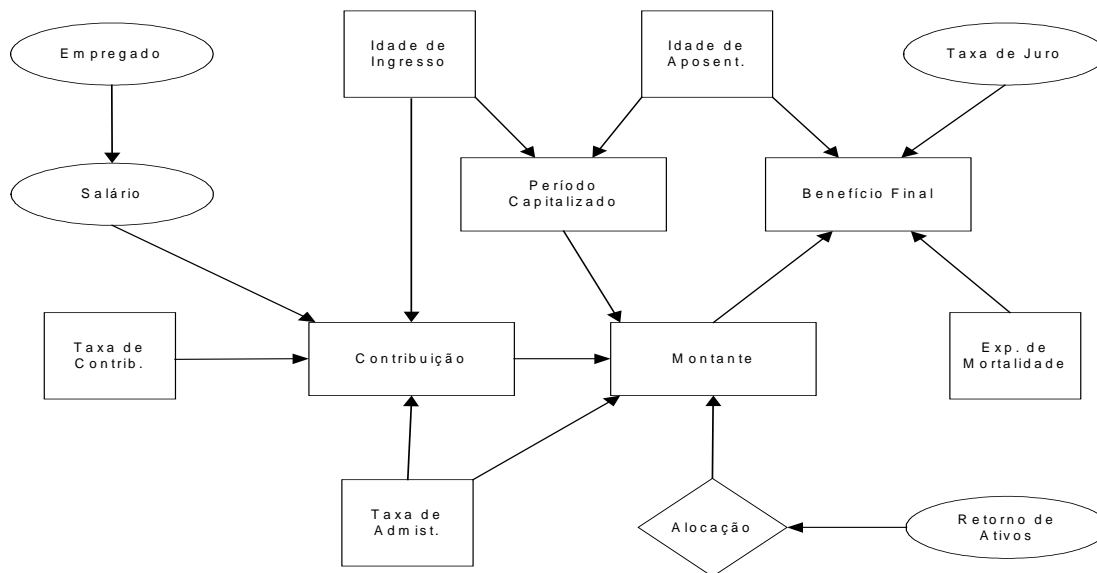 Empregado
Idade de
Ingresso
Idade de
Aposent.
Taxa de Juro
Salário
Período
Capitalizado
Benefício Final
Taxa de
Contrib.
Contribuição
Montante
Exp. de
Mortalidade
Taxa de
Admist.
Alocação
Retorno de
Ativos